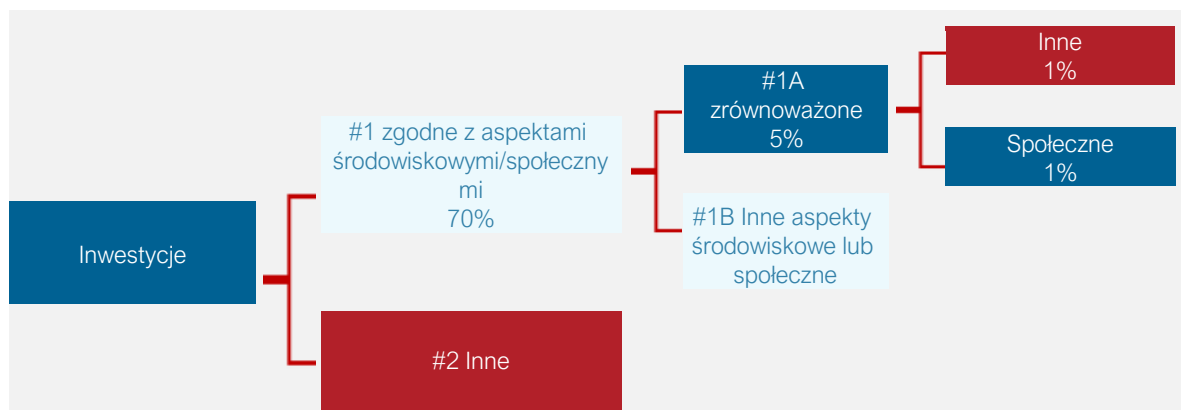 Inwestycje
#1 zgodne z aspektami
środowiskowymi/społeczny
mi
70%
#2 Inne
#1A
zrównoważone
5%
#1B Inne aspekty
środowiskowe lub
społeczne
Inne
1%
Społeczne
1%